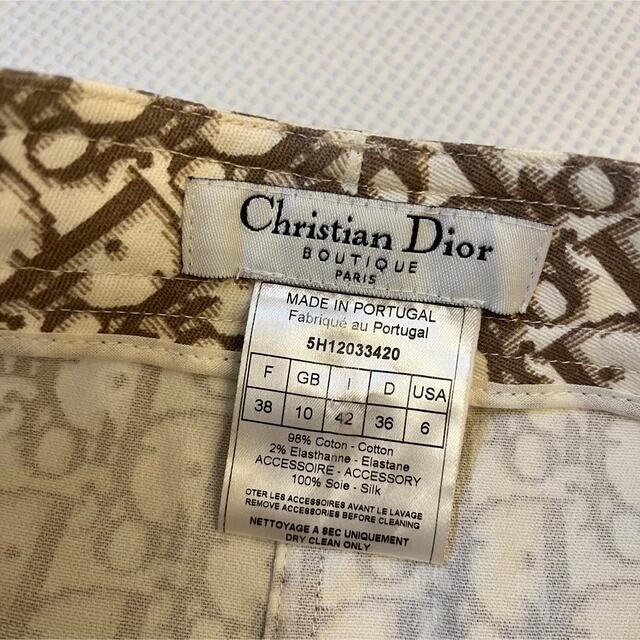 Christian Dior
BOUTIQUE
PARIS
MADE IN PORTUGAL
Fabriqué au Portugal
5H12033420
F GB I D USA
38 10 42 36 6
98% Coton - Cotton
2% Elasthanne - Elastane
ACCESSOIRE - ACCESSORY
100% Soie - Silk
OTER LES ACCESSOIRES AVANT LE LAVAGE
REMOVE ACCESSORIES BEFORE CLEANING
NETTOYAGE A SEC UNIQUEMENT
DRY CLEAN ONLY